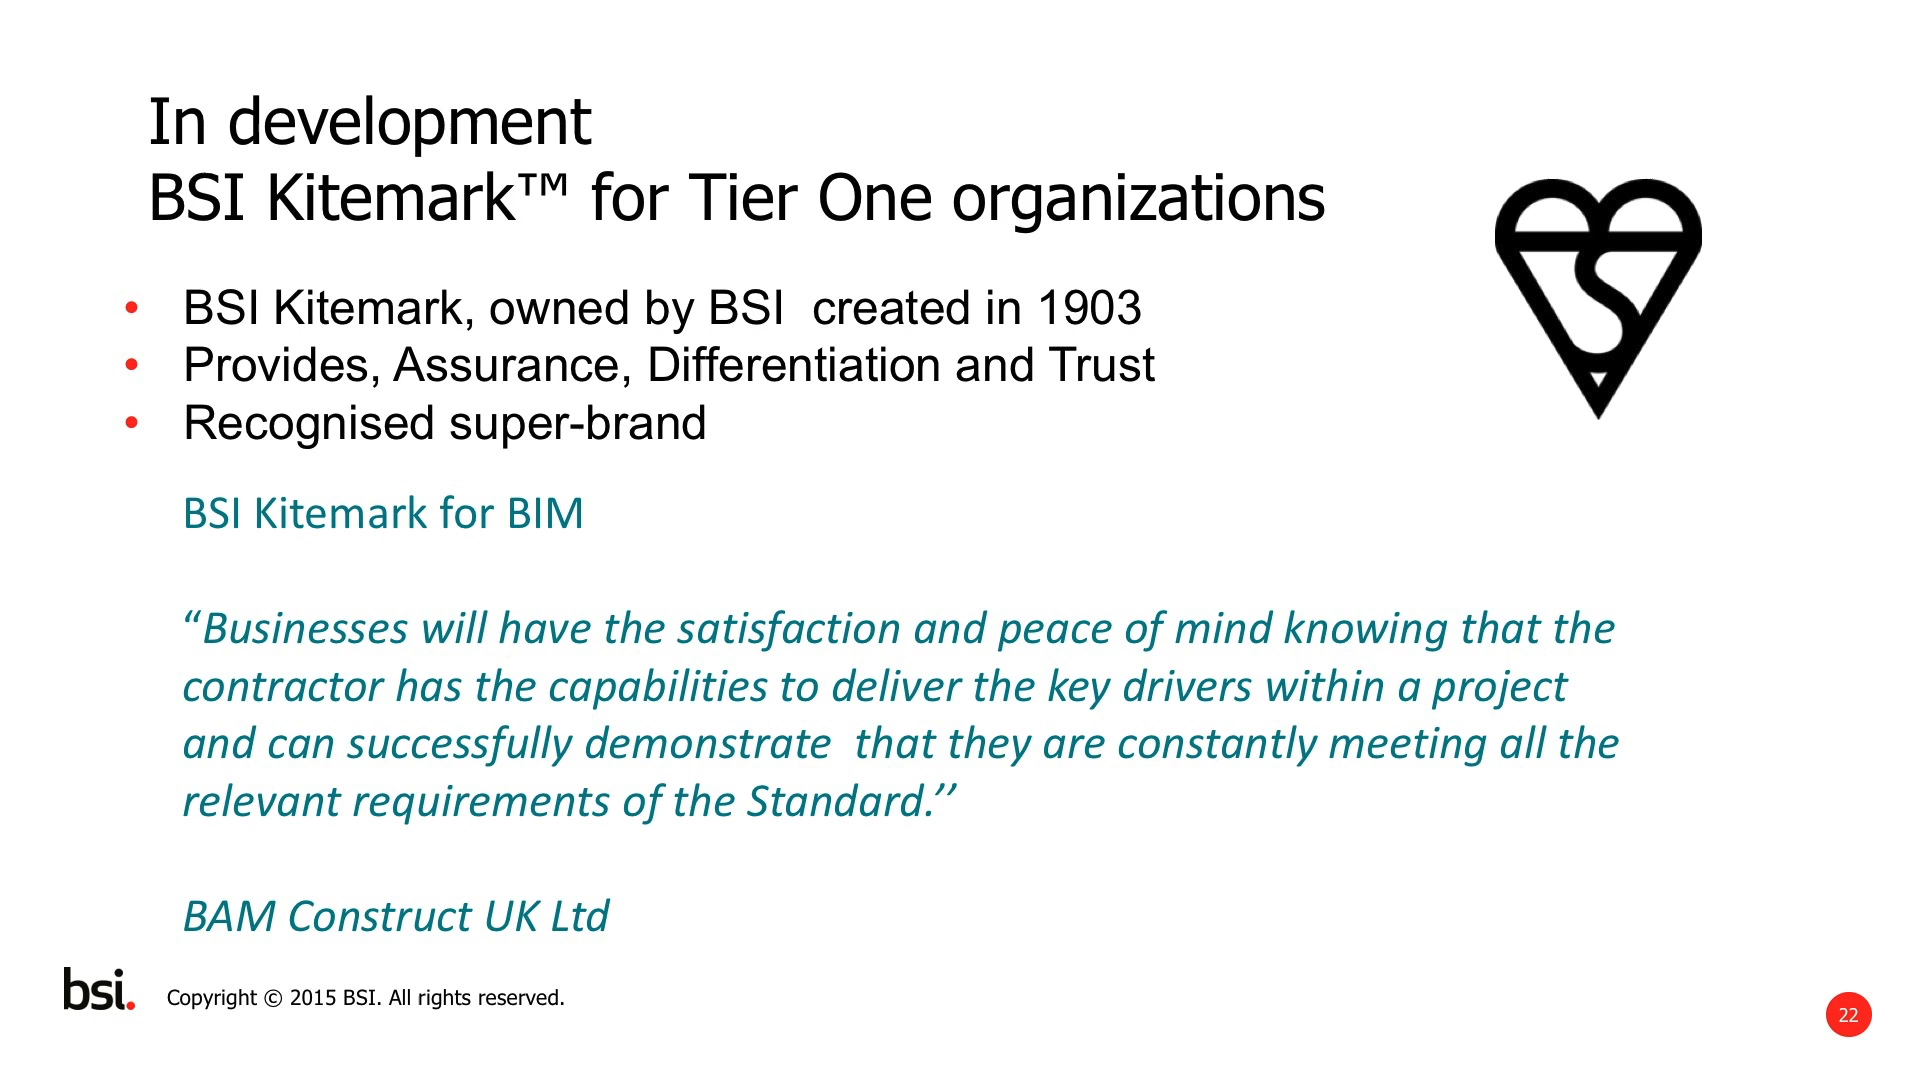 In development
BSI Kitemark™ for Tier One organizations
• BSI Kitemark, owned by BSI  created in 1903
• Provides, Assurance, Differentiation and Trust
• Recognised super-brand
BSI Kitemark for BIM
“Businesses will have the satisfaction and peace of mind knowing that the
contractor has the capabilities to deliver the key drivers within a project
and can successfully demonstrate  that they are constantly meeting all the
relevant requirements of the Standard.’’
BAM Construct UK Ltd
bsi.
Copyright © 2015 BSI. All rights reserved.
22